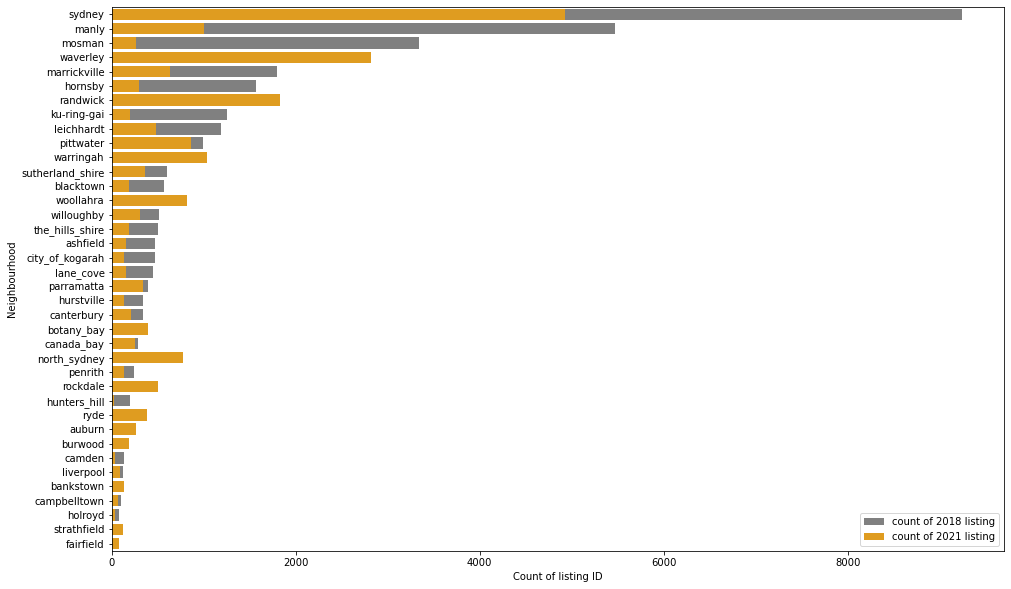 sydney
manly
mosman
waverley
marrickville
hornsby
randwick
ku-ring-gai
leichhardt
pittwater
warringah
sutherland_shire
blacktown
woollahra
willoughby
the_hills_shire
ashfield
city_of_kogarah
lane_cove
parramatta
hurstville
canterbury
botany_bay
canada_bay
north_sydney
penrith
rockdale
hunters_hill
ryde
auburn
burwood
camden
liverpool
bankstown
campbelltown
holroyd
strathfield
fairfield
Neighbourhood
count of 2018 listing
count of 2021 listing
0 2000 4000 6000 8000
Count of listing ID